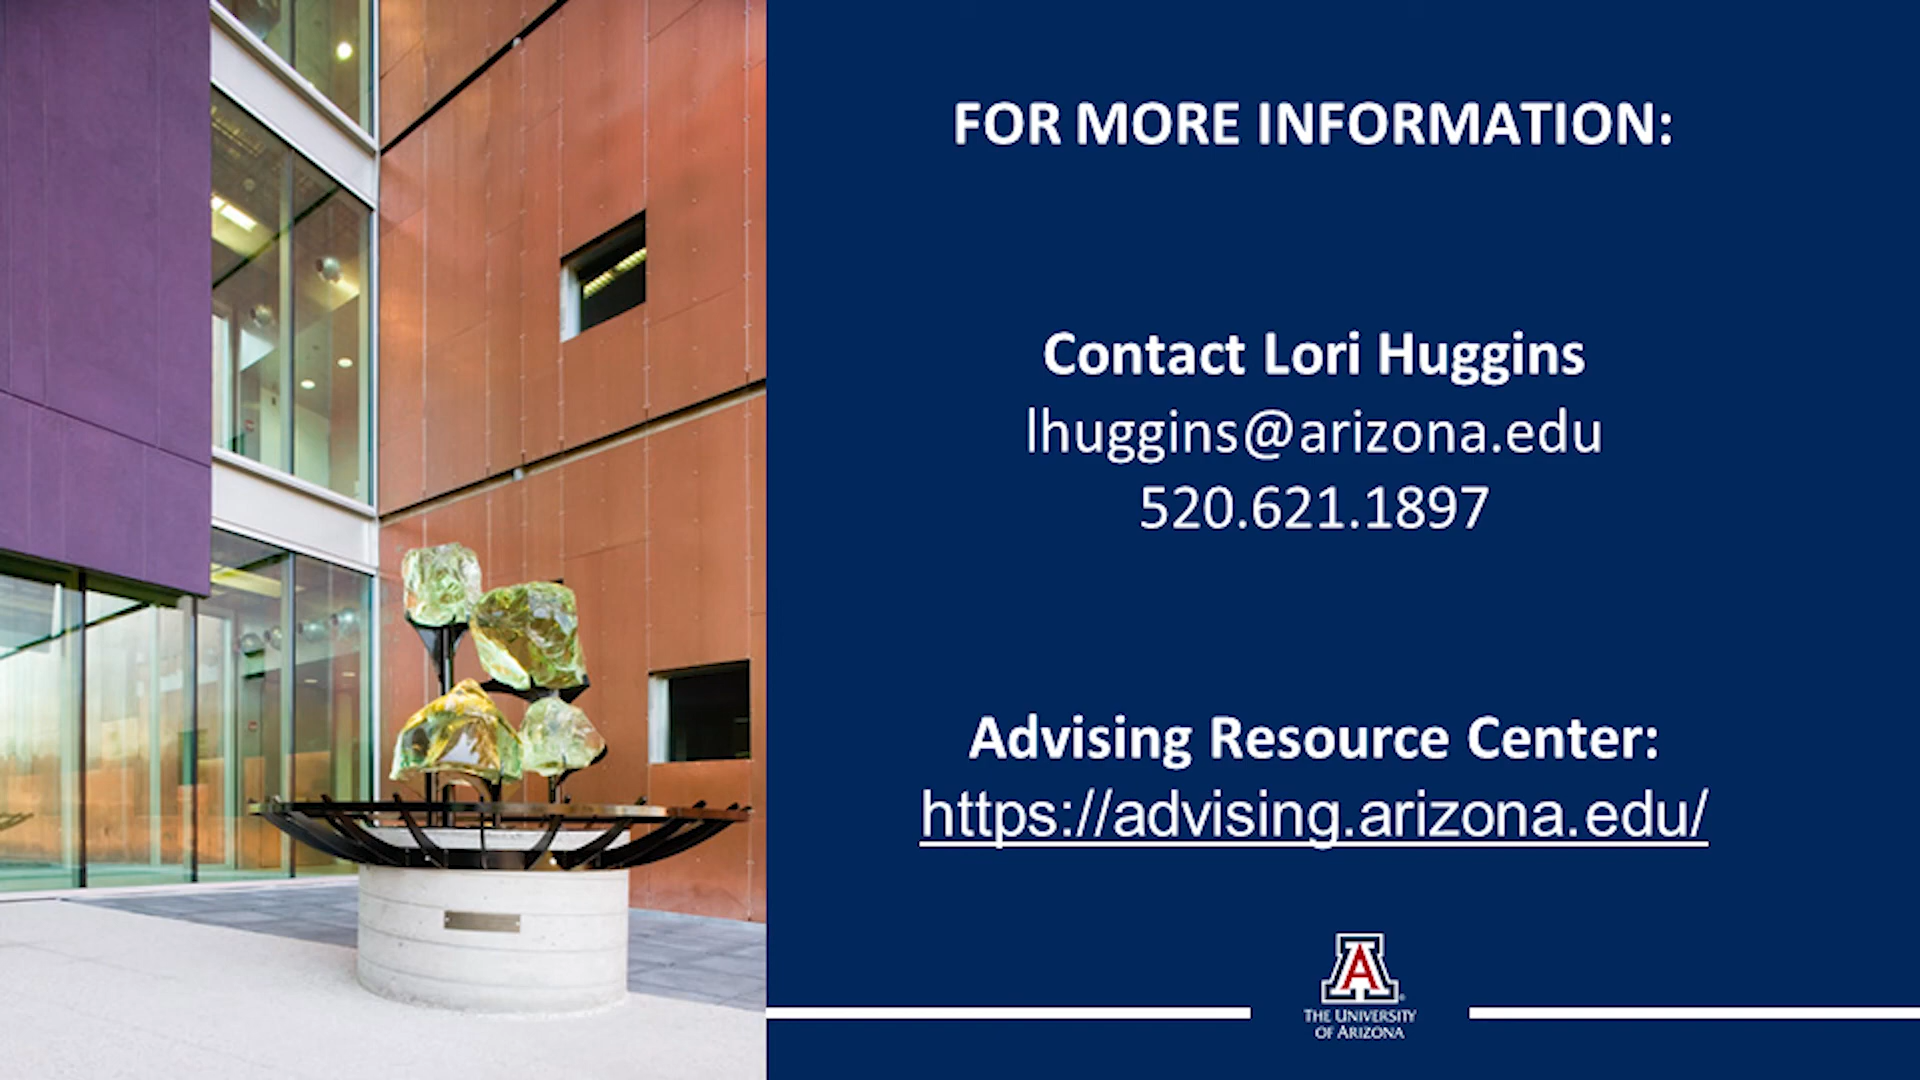 FOR MORE INFORMATION:
Contact Lori Huggins
lhuggins@arizona.edu
520.621.1897
Advising Resource Center:
https://advising.arizona.edu/
A
THE UNIVERSITY
OF ARIZONA